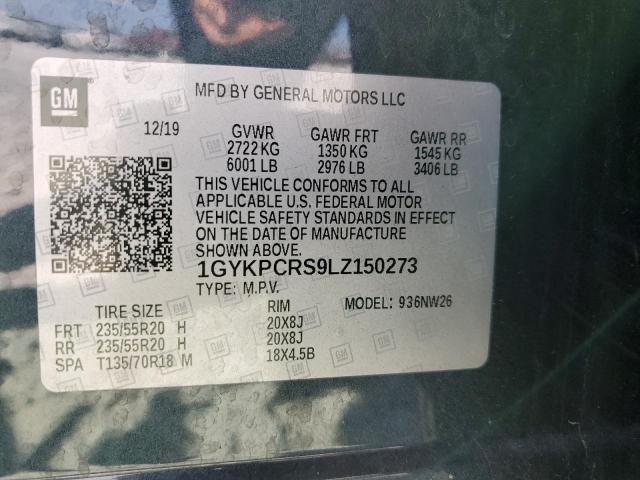 GM
MFD BY GENERAL MOTORS LLC
12/19 GVWR GAWR FRT GAWR RR
2722 KG 1350 KG 1545 KG
6001 LB 2976 LB 3406 LB
THIS VEHICLE CONFORMS TO ALL
APPLICABLE U.S. FEDERAL MOTOR
VEHICLE SAFETY STANDARDS IN EFFECT
ON THE DATE OF MANUFACTURE
SHOWN ABOVE.
1GYKPCRS9LZ150273
TYPE: M.P.V. MODEL: 936NW26
TIRE SIZE RIM
FRT 235/55R20 H 20X8J
RR 235/55R20 H 20X8J
SPA T135/70R18 M 18X4.5B